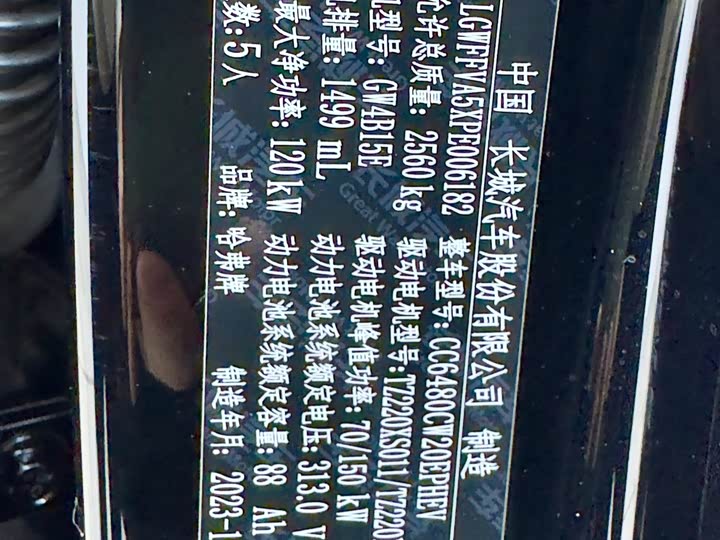 中国 长城汽车股份有限公司 制造
LGWFFVA5XPE006182 整车型号: CC6480CW20EPHEV
允许总质量: 2560 kg 驱动电机型号: TZ220XS011/TZ220
型号: GW4B15E 驱动电机峰值功率: 70/150 kW
排量: 1499 mL 动力电池系统额定电压: 313.0 V
最大净功率: 120kW 动力电池系统额定容量: 88 Ah
数: 5人 品牌: 哈弗牌 制造年月: 2023-1